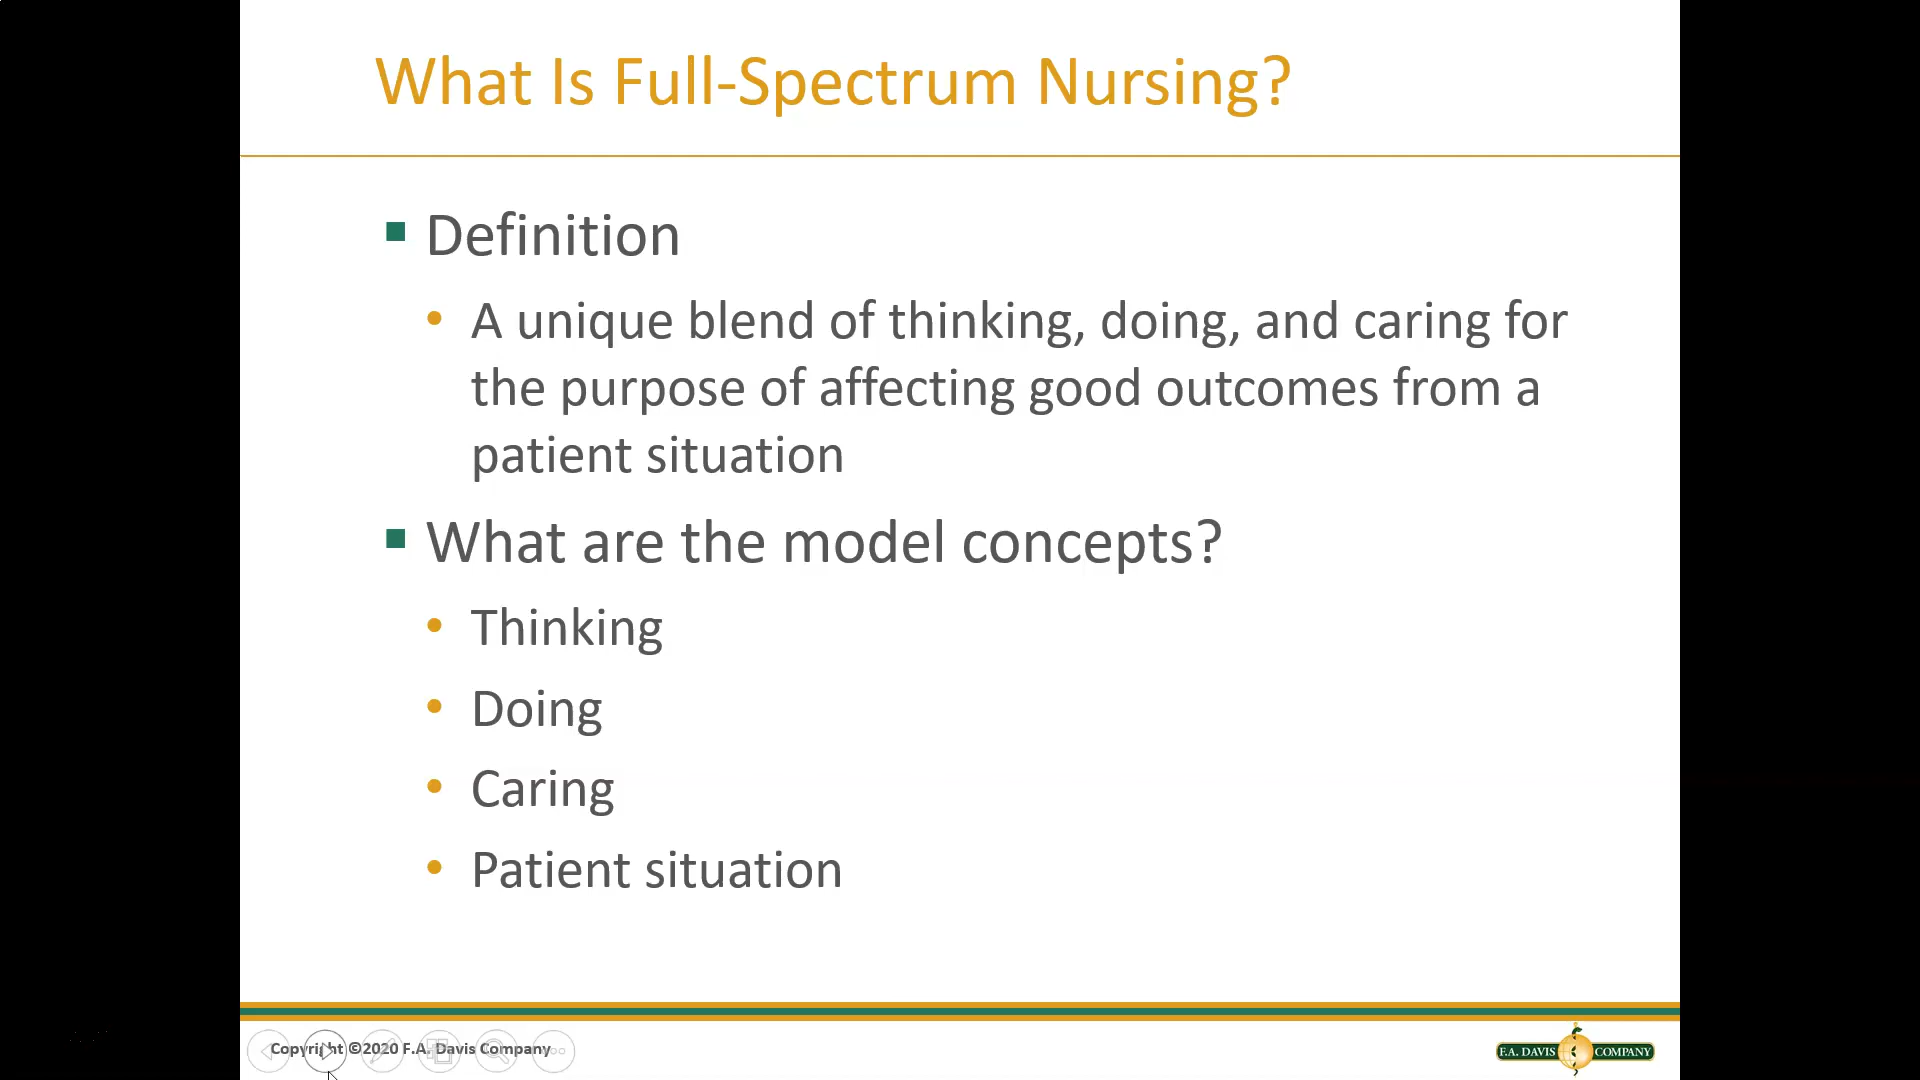 What Is Full-Spectrum Nursing?
Definition
A unique blend of thinking, doing, and caring for
the purpose of affecting good outcomes from a
patient situation
What are the model concepts?
Thinking
Doing
Caring
Patient situation
Copyright ©2020 F.A. Davis Company
F.A. DAVIS COMPANY